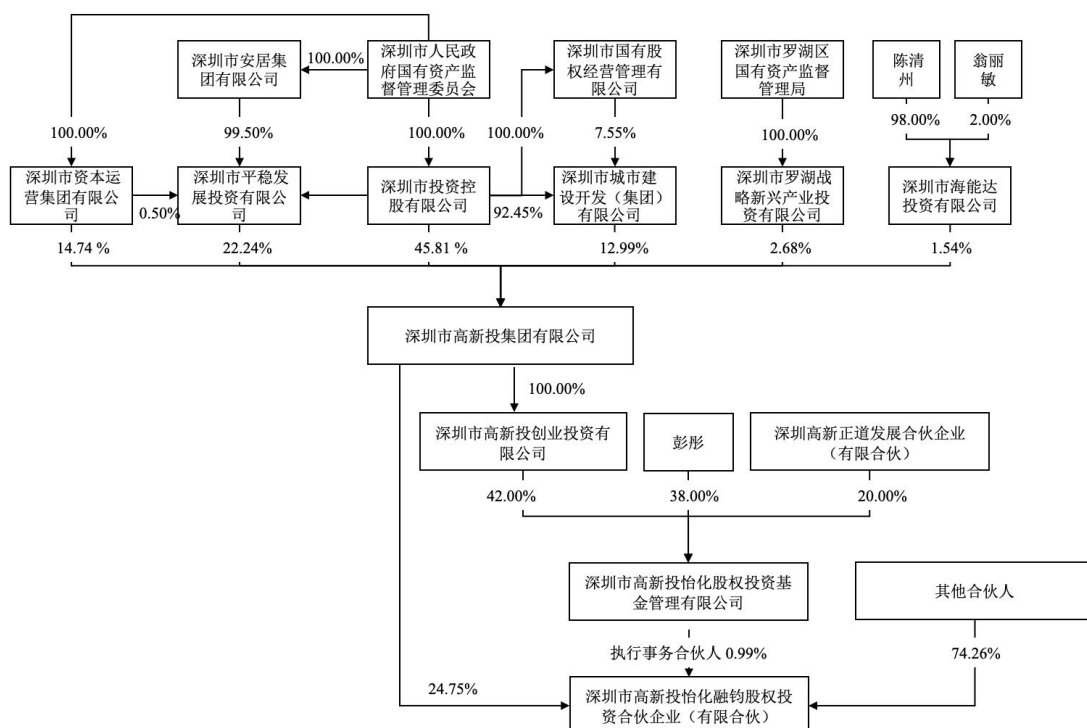 深圳市安居集
团有限公司
100.00%
深圳市人民政
府国有资产监
督管理委员会
深圳市国有股
权经营管理有
限公司
深圳市罗湖区
国有资产监督
管理局
陈清
州
翁丽
敏
100.00%
99.50%
100.00%
100.00%
7.55%
100.00%
98.00%
2.00%
深圳市资本运
营集团有限公
司
0.50%
深圳市平稳发
展投资有限公
司
深圳市投资控
股有限公司
92.45%
深圳市城市建
设开发（集团）
有限公司
深圳市罗湖战
略新兴产业投
资有限公司
深圳市海能达
投资有限公司
14.74 %
22.24%
45.81 %
12.99%
2.68%
1.54%
深圳市高新投集团有限公司
100.00%
深圳市高新投创业投资有
限公司
彭彤
深圳高新正道发展合伙企业
（有限合伙）
42.00%
38.00%
20.00%
深圳市高新投怡化股权投资基
金管理有限公司
其他合伙人
执行事务合伙人 0.99%
74.26%
24.75%
深圳市高新投怡化融钧股权投
资合伙企业（有限合伙）